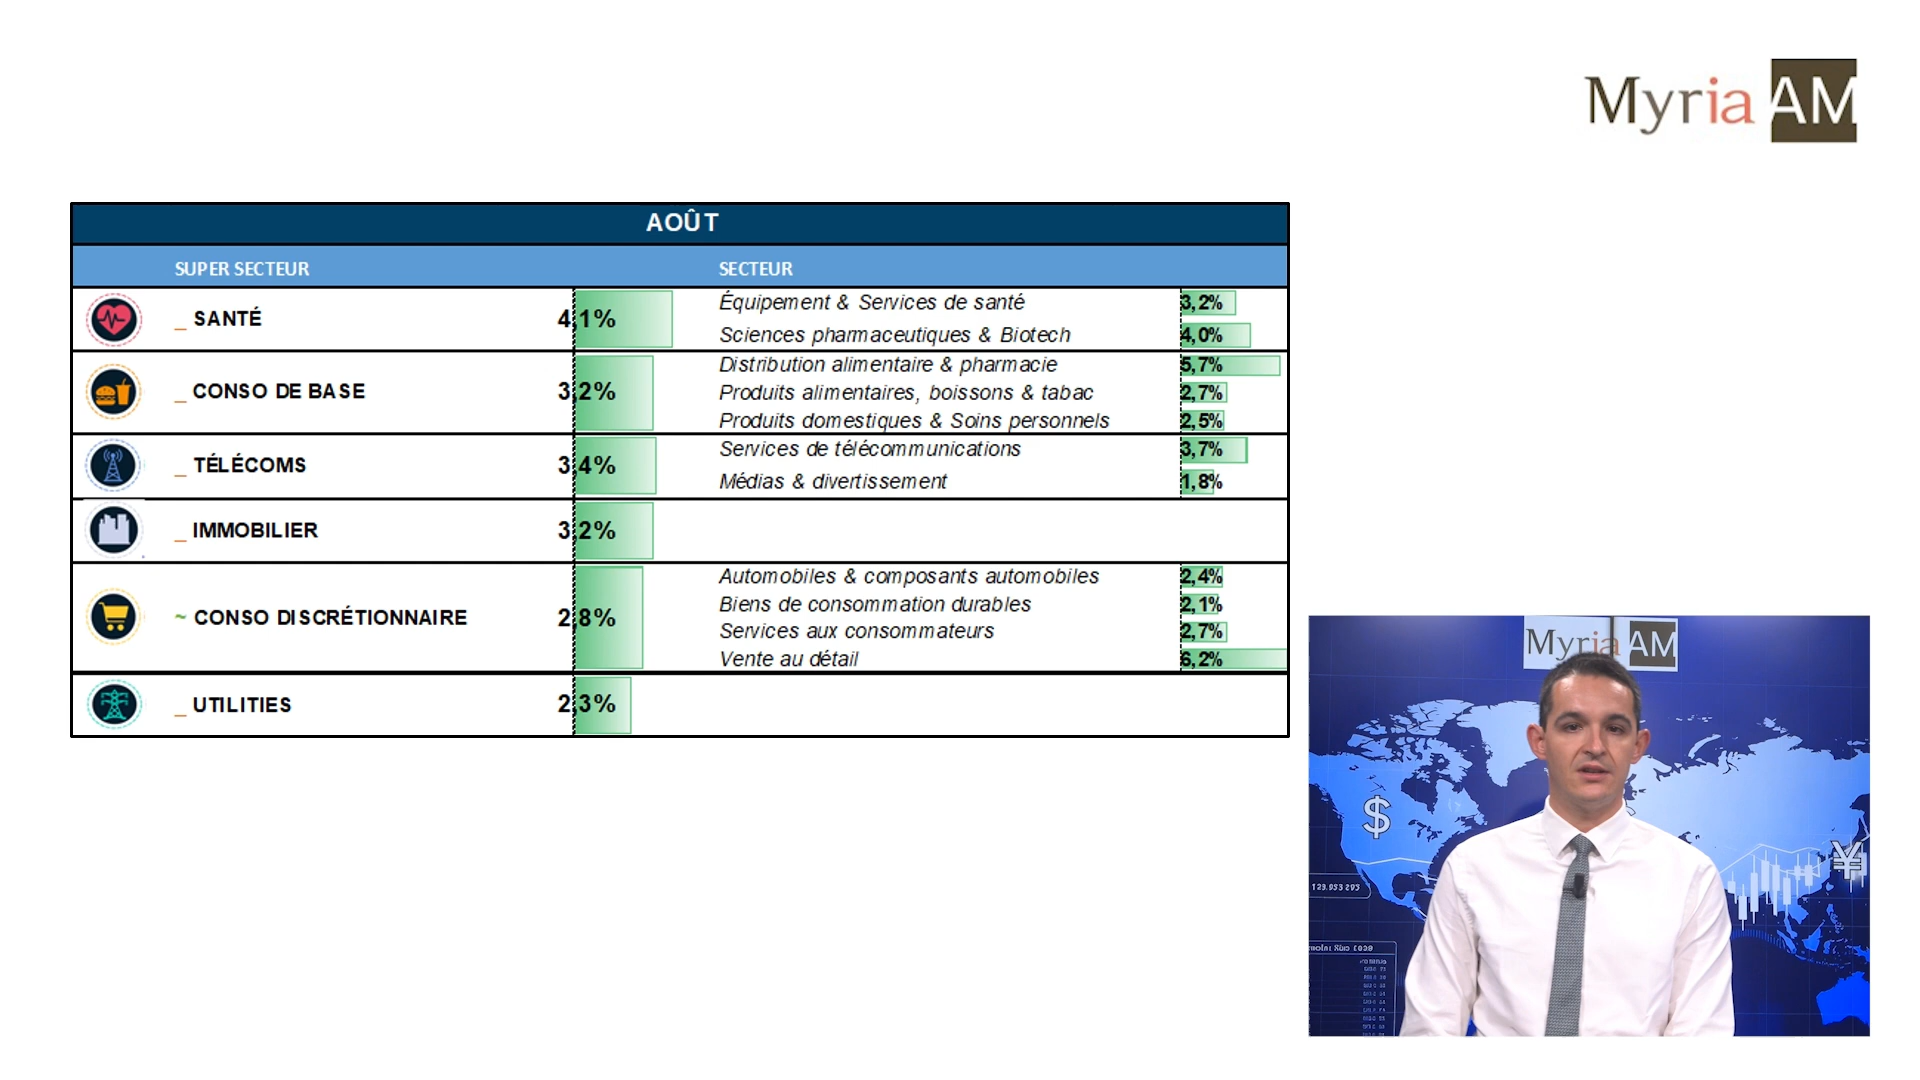 Myria AM
AOÛT
SUPER SECTEUR SECTEUR
_ SANTÉ 4,1%
Équipement & Services de santé 3,2%
Sciences pharmaceutiques & Biotech 4,0%
_ CONSO DE BASE 3,2%
Distribution alimentaire & pharmacie 5,7%
Produits alimentaires, boissons & tabac 2,7%
Produits domestiques & Soins personnels 2,5%
_ TÉLÉCOMS 3,4%
Services de télécommunications 3,7%
Médias & divertissement 1,8%
_ IMMOBILIER 3,2%
~ CONSO DISCRÉTIONNAIRE 2,8%
Automobiles & composants automobiles 2,4%
Biens de consommation durables 2,1%
Services aux consommateurs 2,7%
Vente au détail 6,2%
_ UTILITIES 2,3%
Myria AM
$
¥